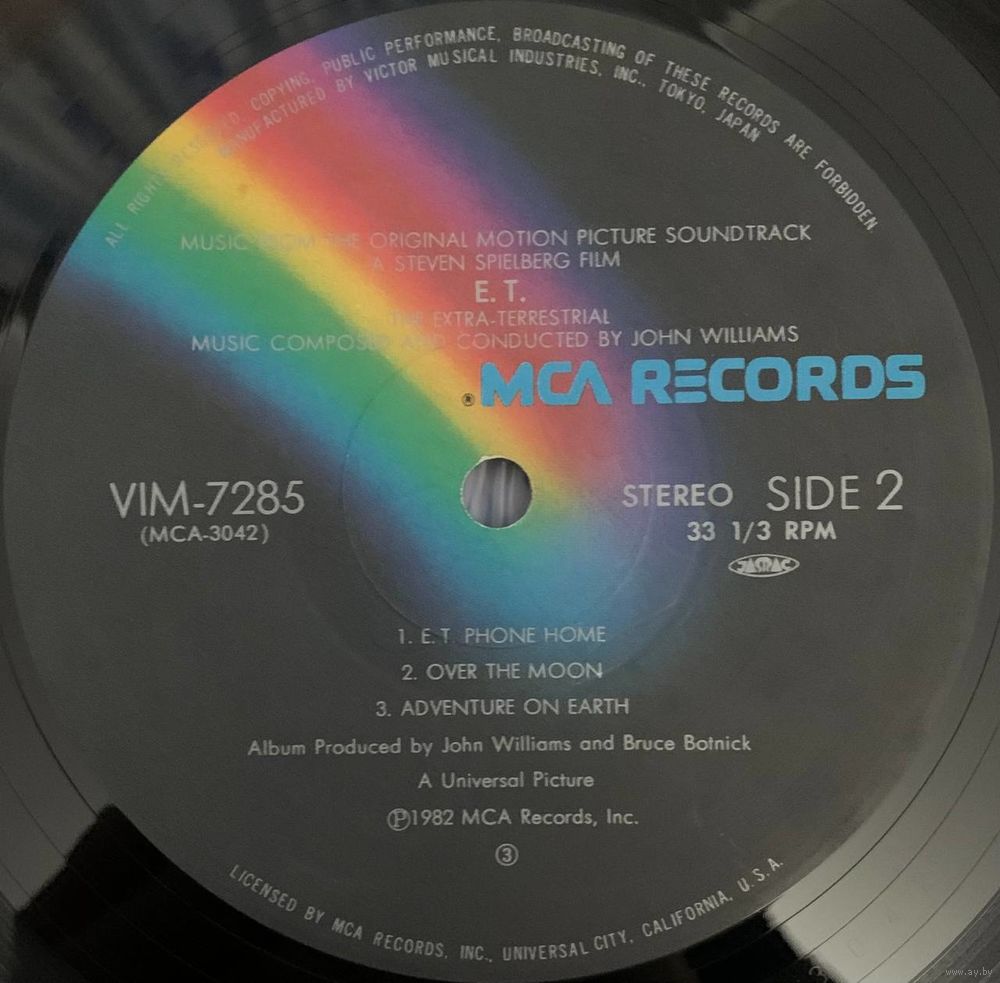 ALL RIGHTS RESERVED. COPYING, PUBLIC PERFORMANCE, BROADCASTING OF THESE RECORDS ARE FORBIDDEN.
MANUFACTURED BY VICTOR MUSICAL INDUSTRIES, INC., TOKYO, JAPAN
MUSIC FROM THE ORIGINAL MOTION PICTURE SOUNDTRACK
A STEVEN SPIELBERG FILM
E. T.
THE EXTRA-TERRESTRIAL
MUSIC COMPOSED AND CONDUCTED BY JOHN WILLIAMS
® MCA RECORDS
VIM-7285
(MCA-3042)
STEREO SIDE 2
33 1/3 RPM
JASRAC
1. E.T. PHONE HOME
2. OVER THE MOON
3. ADVENTURE ON EARTH
Album Produced by John Williams and Bruce Botnick
A Universal Picture
℗1982 MCA Records, Inc.
③
LICENSED BY MCA RECORDS, INC., UNIVERSAL CITY, CALIFORNIA, U.S.A.
www.ay.by